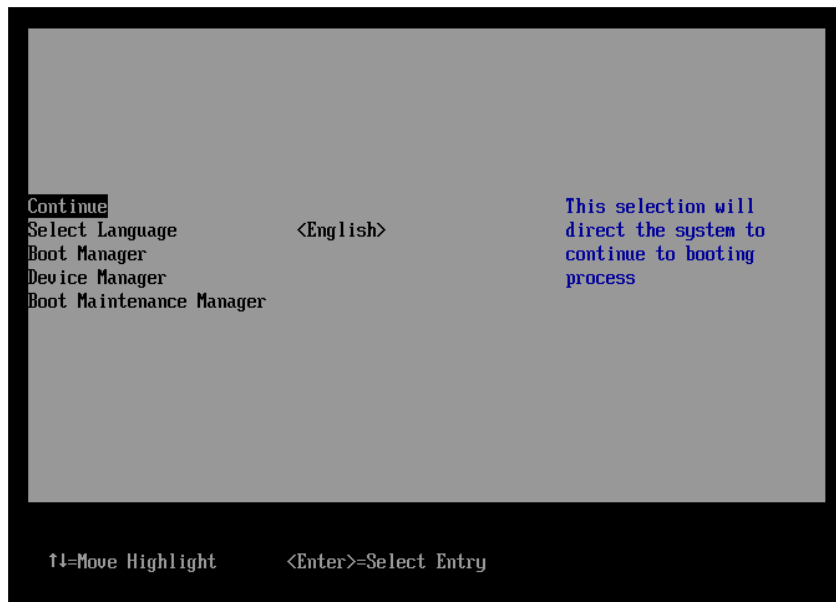 Continue
Select Language <English>
Boot Manager
Device Manager
Boot Maintenance Manager
This selection will
direct the system to
continue to booting
process
↑↓=Move Highlight <Enter>=Select Entry